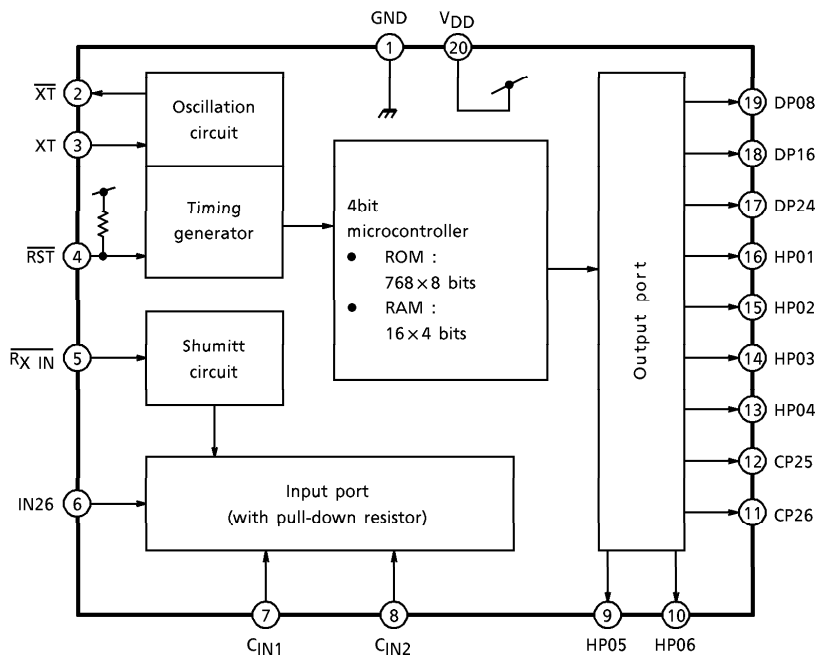 GND
VDD
1
20
XT
2
Oscillation
circuit
19
DP08
XT
3
18
DP16
Timing
generator
4bit
microcontroller
● ROM :
768×8 bits
● RAM :
16×4 bits
17
DP24
RST
4
16
HP01
Output port
15
HP02
RX IN
5
Shumitt
circuit
14
HP03
13
HP04
12
CP25
IN26
6
Input port
(with pull-down resistor)
11
CP26
7
8
9
10
CIN1
CIN2
HP05
HP06